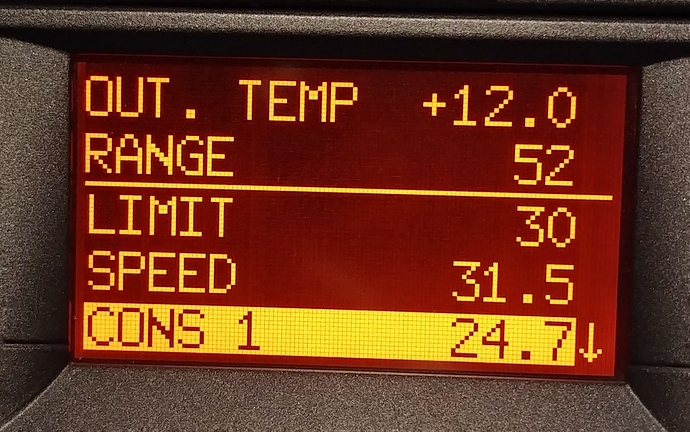 OUT. TEMP +12.0
RANGE 52
LIMIT 30
SPEED 31.5
CONS 1 24.7↓